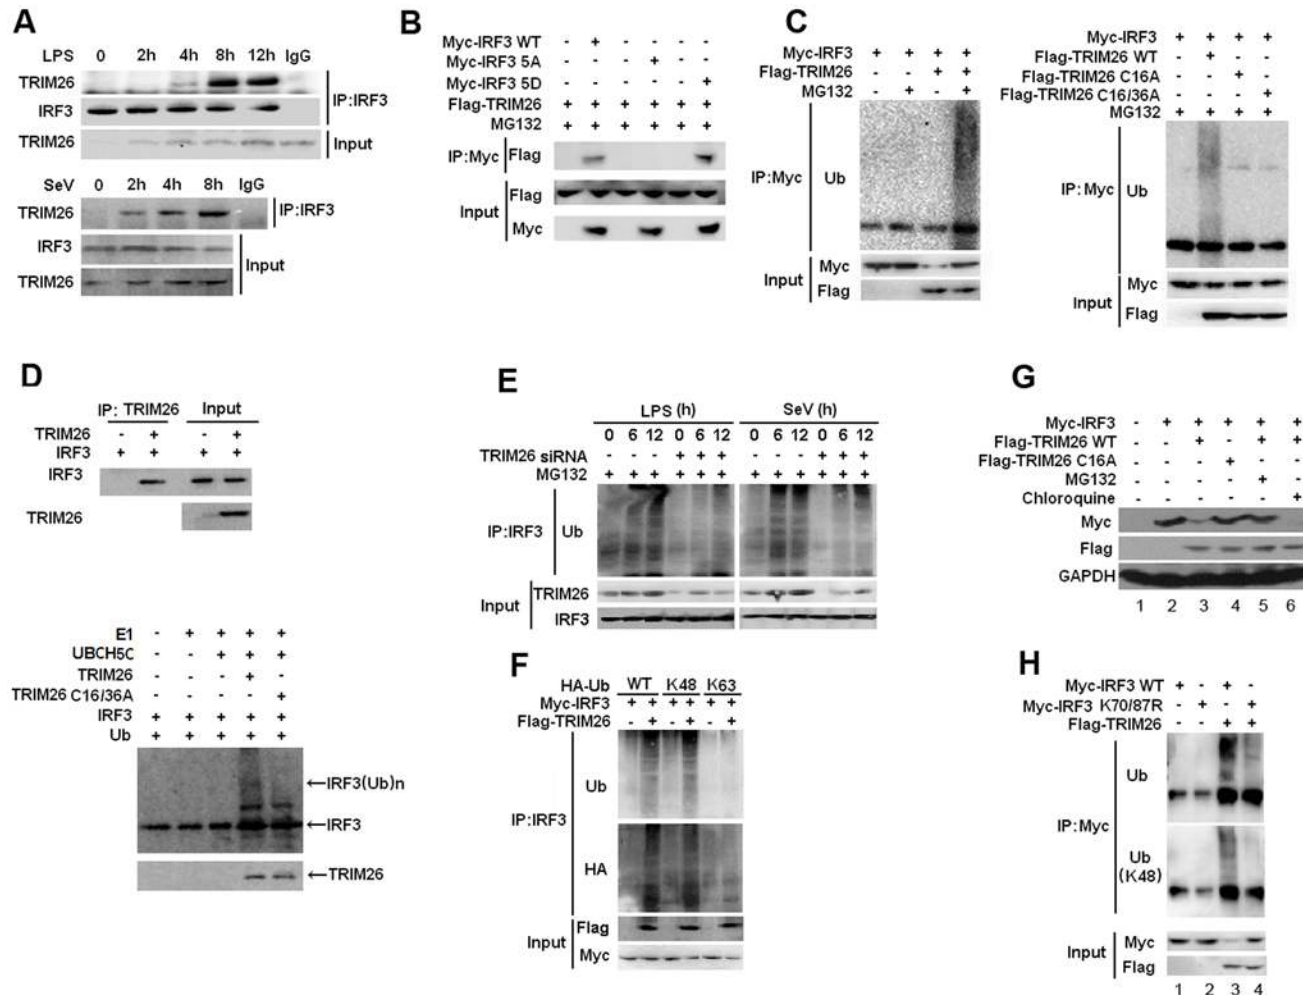 A
LPS 0 2h 4h 8h 12h IgG
TRIM26
IRF3
IP:IRF3
TRIM26
Input
SeV 0 2h 4h 8h IgG
TRIM26
IP:IRF3
IRF3
TRIM26
Input
B
Myc-IRF3 WT - + - - - -
Myc-IRF3 5A - - - + - -
Myc-IRF3 5D - - - - - +
Flag-TRIM26 + + + + + +
MG132 + + + + + +
IP:Myc Flag
Input Flag
Myc
C
Myc-IRF3 + + + +
Flag-TRIM26 - - + +
MG132 - + - +
IP:Myc Ub
Input Myc
Flag
Myc-IRF3 + + + +
Flag-TRIM26 WT - + - -
Flag-TRIM26 C16A - - + -
Flag-TRIM26 C16/36A - - - +
MG132 + + + +
IP:Myc Ub
Input Myc
Flag
D
IP: TRIM26 Input
TRIM26 - + - +
IRF3 + + + +
IRF3
TRIM26
E1 - + + + +
UBCH5C - - + + +
TRIM26 - - - + -
TRIM26 C16/36A - - - - +
IRF3 + + + + +
Ub + + + + +
←IRF3(Ub)n
←IRF3
←TRIM26
E
LPS (h) SeV (h)
0 6 12 0 6 12 0 6 12 0 6 12
TRIM26 siRNA - - - + + + - - - + + +
MG132 + + + + + + + + + + + +
IP:IRF3 Ub
Input TRIM26
IRF3
F
HA-Ub WT K48 K63
Myc-IRF3 + + + + + +
Flag-TRIM26 - + - + - +
IP:IRF3
Ub
HA
Input Flag
Myc
G
Myc-IRF3 - + + + + +
Flag-TRIM26 WT - - + - + +
Flag-TRIM26 C16A - - - + - -
MG132 - - - - + -
Chloroquine - - - - - +
Myc
Flag
GAPDH
1 2 3 4 5 6
H
Myc-IRF3 WT + - + -
Myc-IRF3 K70/87R - + - +
Flag-TRIM26 - - + +
IP:Myc
Ub
Ub
(K48)
Input Myc
Flag
1 2 3 4